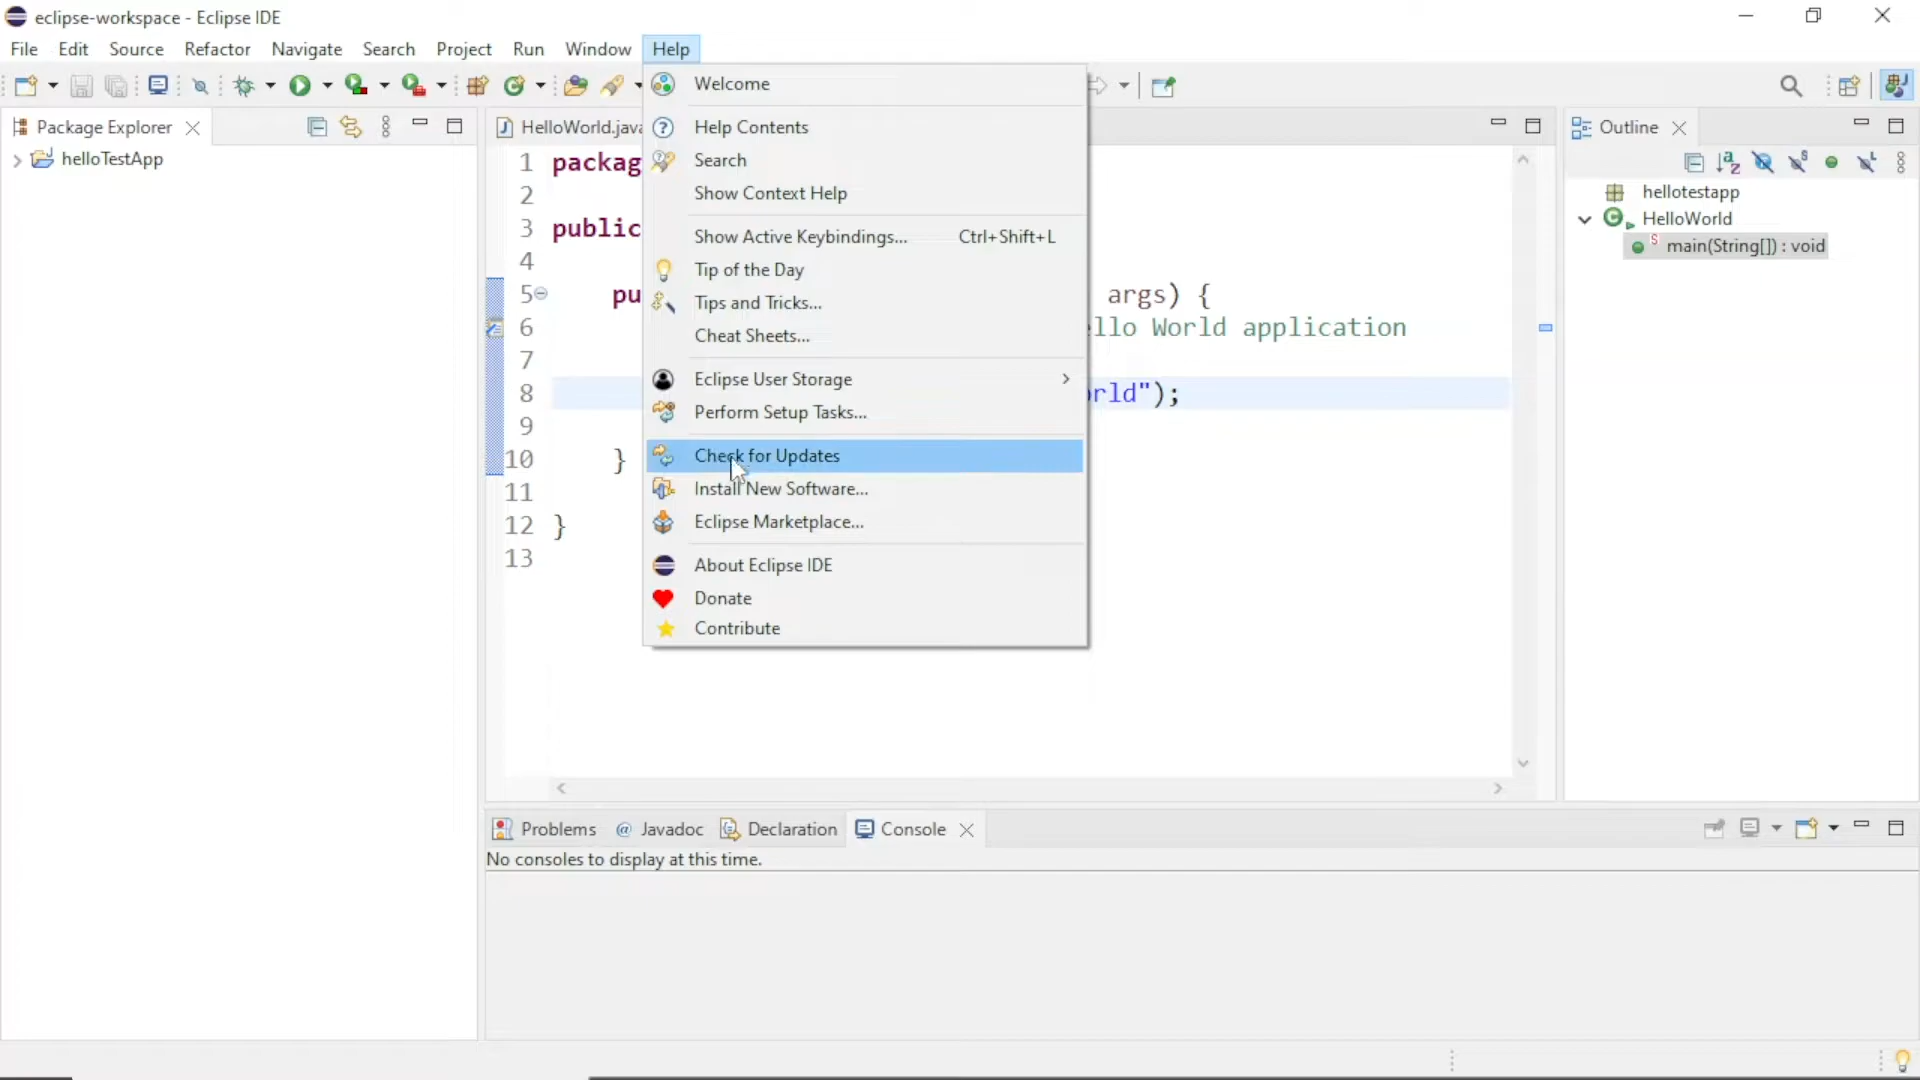 eclipse-workspace - Eclipse IDE
File Edit Source Refactor Navigate Search Project Run Window Help
Package Explorer
helloTestApp
HelloWorld.java
1 packag
2
3 public
4
5 pu args) {
6 ello World application
7
8 orld");
9
10 }
11
12 }
13
Welcome
Help Contents
Search
Show Context Help
Show Active Keybindings... Ctrl+Shift+L
Tip of the Day
Tips and Tricks...
Cheat Sheets...
Eclipse User Storage
Perform Setup Tasks...
Check for Updates
Install New Software...
Eclipse Marketplace...
About Eclipse IDE
Donate
Contribute
Outline
hellotestapp
HelloWorld
main(String[]) : void
Problems @ Javadoc Declaration Console
No consoles to display at this time.